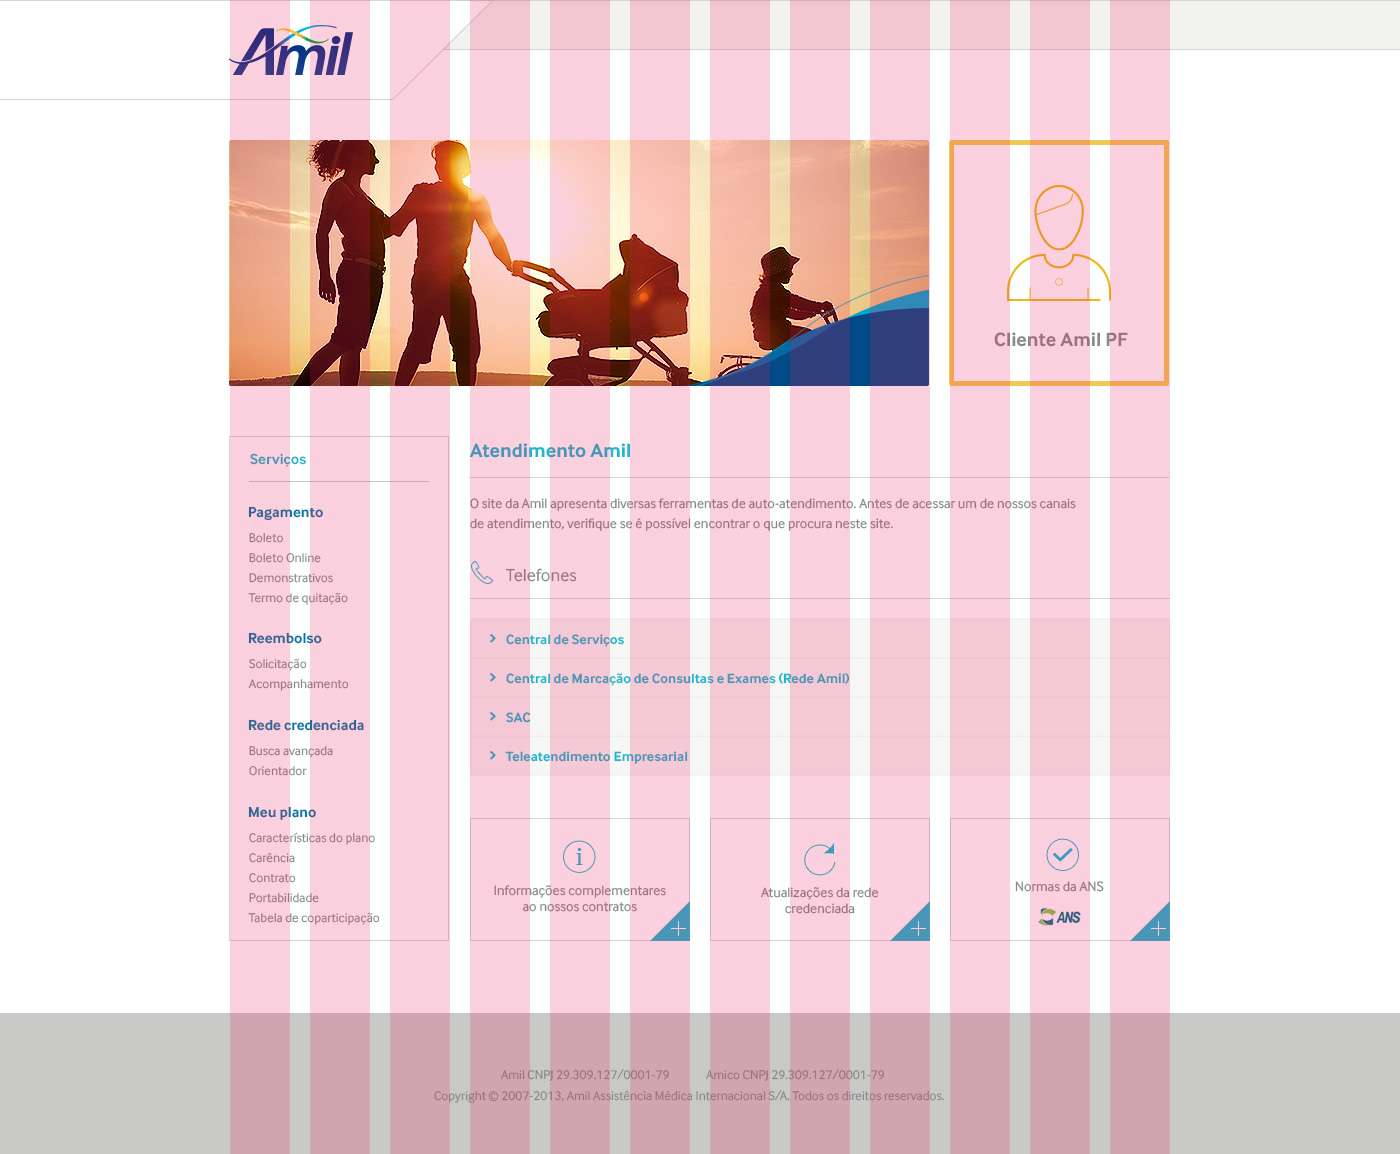 Amil
Cliente Amil PF
Serviços
Pagamento
Boleto
Boleto Online
Demonstrativos
Termo de quitação
Reembolso
Solicitação
Acompanhamento
Rede credenciada
Busca avançada
Orientador
Meu plano
Características do plano
Carência
Contrato
Portabilidade
Tabela de coparticipação
Atendimento Amil
O site da Amil apresenta diversas ferramentas de auto-atendimento. Antes de acessar um de nossos canais
de atendimento, verifique se é possível encontrar o que procura neste site.
Telefones
Central de Serviços
Central de Marcação de Consultas e Exames (Rede Amil)
SAC
Teleatendimento Empresarial
Informações complementares
ao nossos contratos
Atualizações da rede
credenciada
Normas da ANS
ANS
Amil CNPJ 29.309.127/0001-79 Amico CNPJ 29.309.127/0001-79
Copyright © 2007-2013, Amil Assistência Médica Internacional S/A. Todos os direitos reservados.